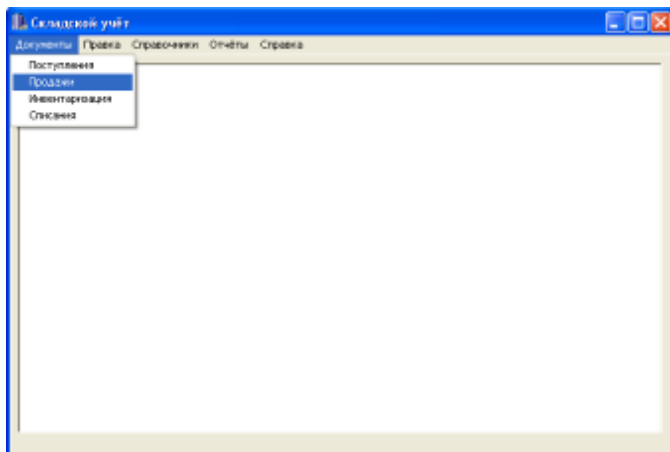 Складской учёт
Документы Правка Справочники Отчёты Справка
Поступления
Продажи
Инвентаризация
Списания